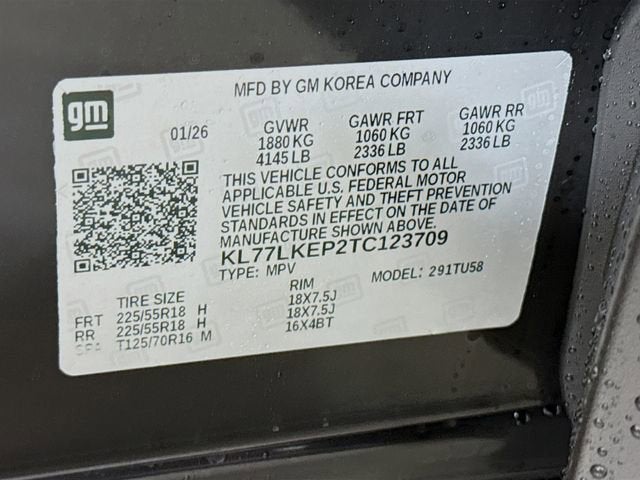 MFD BY GM KOREA COMPANY
gm
01/26
GVWR GAWR FRT GAWR RR
1880 KG 1060 KG 1060 KG
4145 LB 2336 LB 2336 LB
THIS VEHICLE CONFORMS TO ALL
APPLICABLE U.S. FEDERAL MOTOR
VEHICLE SAFETY AND THEFT PREVENTION
STANDARDS IN EFFECT ON THE DATE OF
MANUFACTURE SHOWN ABOVE.
KL77LKEP2TC123709
TYPE: MPV MODEL: 291TU58
TIRE SIZE RIM
FRT 225/55R18 H 18X7.5J
RR 225/55R18 H 18X7.5J
SPA T125/70R16 M 16X4BT